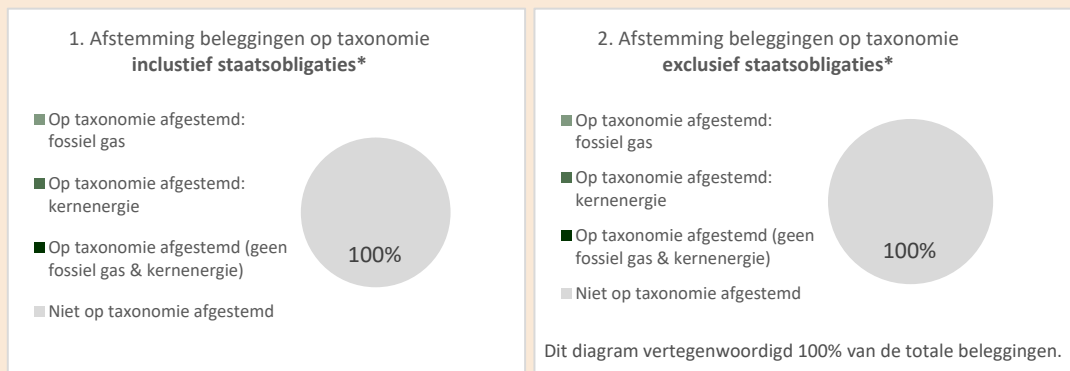 1. Afstemming beleggingen op taxonomie
inclustief staatsobligaties*
Op taxonomie afgestemd:
fossiel gas
Op taxonomie afgestemd:
kernenergie
Op taxonomie afgestemd (geen
fossiel gas & kernenergie)
Niet op taxonomie afgestemd
100%
2. Afstemming beleggingen op taxonomie
exclusief staatsobligaties*
Op taxonomie afgestemd:
fossiel gas
Op taxonomie afgestemd:
kernenergie
Op taxonomie afgestemd (geen
fossiel gas & kernenergie)
Niet op taxonomie afgestemd
100%
Dit diagram vertegenwoordigd 100% van de totale beleggingen.